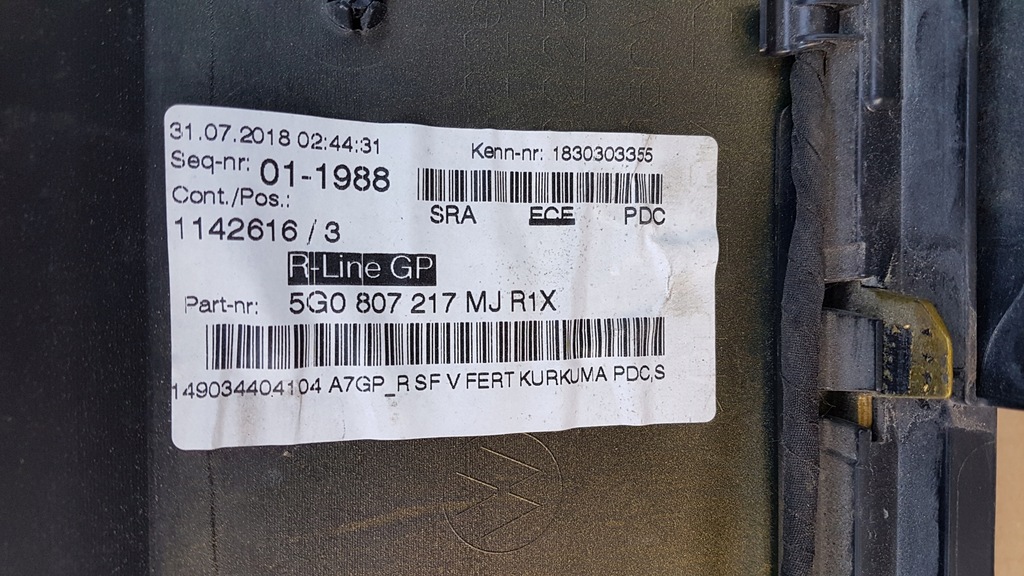 31.07.2018 02:44:31
Kenn-nr: 1830303355
Seq-nr: 01-1988
SRA ECE PDC
Cont./Pos.:
1142616 / 3
R-Line GP
Part-nr: 5G0 807 217 MJ R1X
149034404104 A7GP_R SF V FERT KURKUMA PDC,S